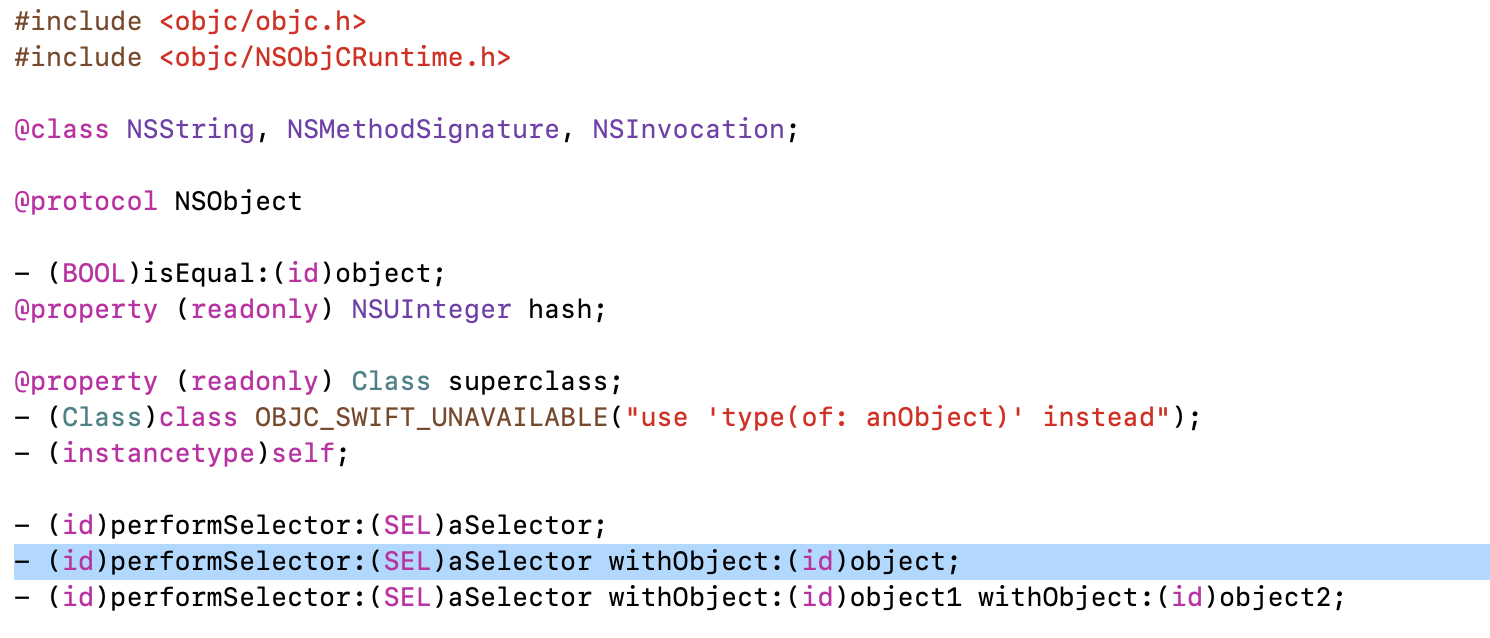 #include <objc/objc.h>
#include <objc/NSObjCRuntime.h>
@class NSString, NSMethodSignature, NSInvocation;
@protocol NSObject
- (BOOL)isEqual:(id)object;
@property (readonly) NSUInteger hash;
@property (readonly) Class superclass;
- (Class)class OBJC_SWIFT_UNAVAILABLE("use 'type(of: anObject)' instead");
- (instancetype)self;
- (id)performSelector:(SEL)aSelector;
- (id)performSelector:(SEL)aSelector withObject:(id)object;
- (id)performSelector:(SEL)aSelector withObject:(id)object1 withObject:(id)object2;